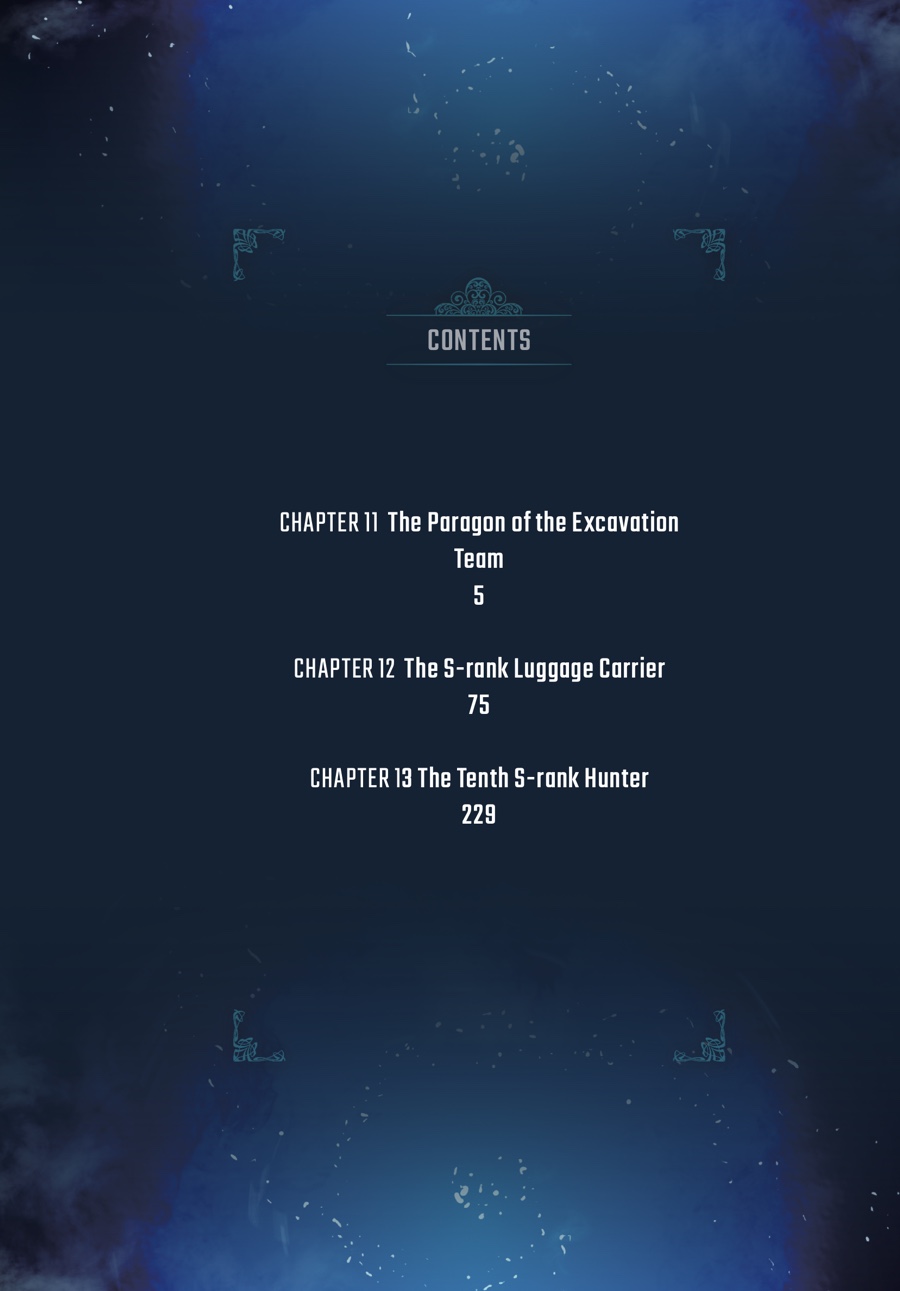 CONTENTS
CHAPTER 11 The Paragon of the Excavation
Team
5
CHAPTER 12 The S-rank Luggage Carrier
75
CHAPTER 13 The Tenth S-rank Hunter
229